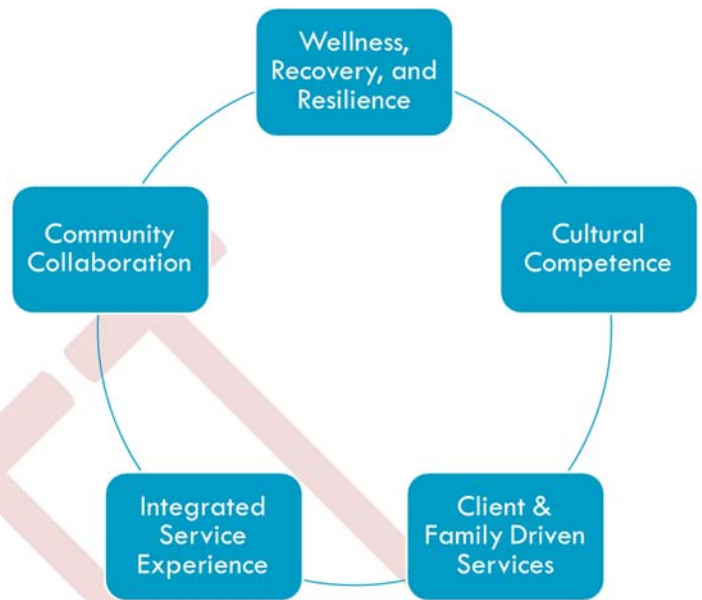 Wellness,
Recovery, and
Resilience
Cultural
Competence
Client &
Family Driven
Services
Integrated
Service
Experience
Community
Collaboration